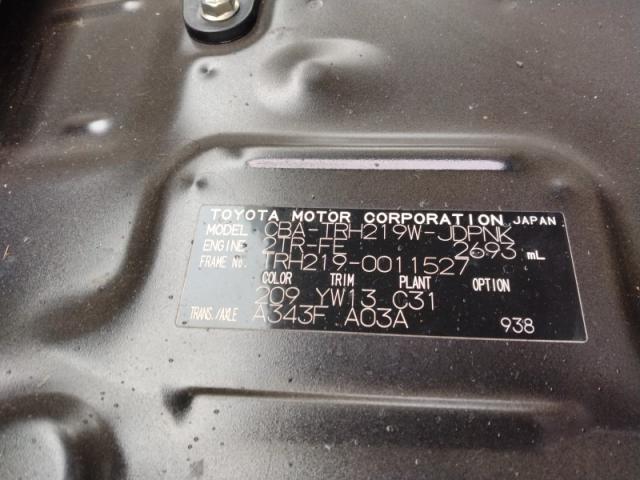 TOYOTA MOTOR CORPORATION JAPAN
MODEL CBA-TRH219W-JDPNK
ENGINE 2TR-FE 2693 mL
FRAME NO. TRH219-0011527
COLOR TRIM PLANT OPTION
209 YW13 C31
TRANS./AXLE A343F A03A
938